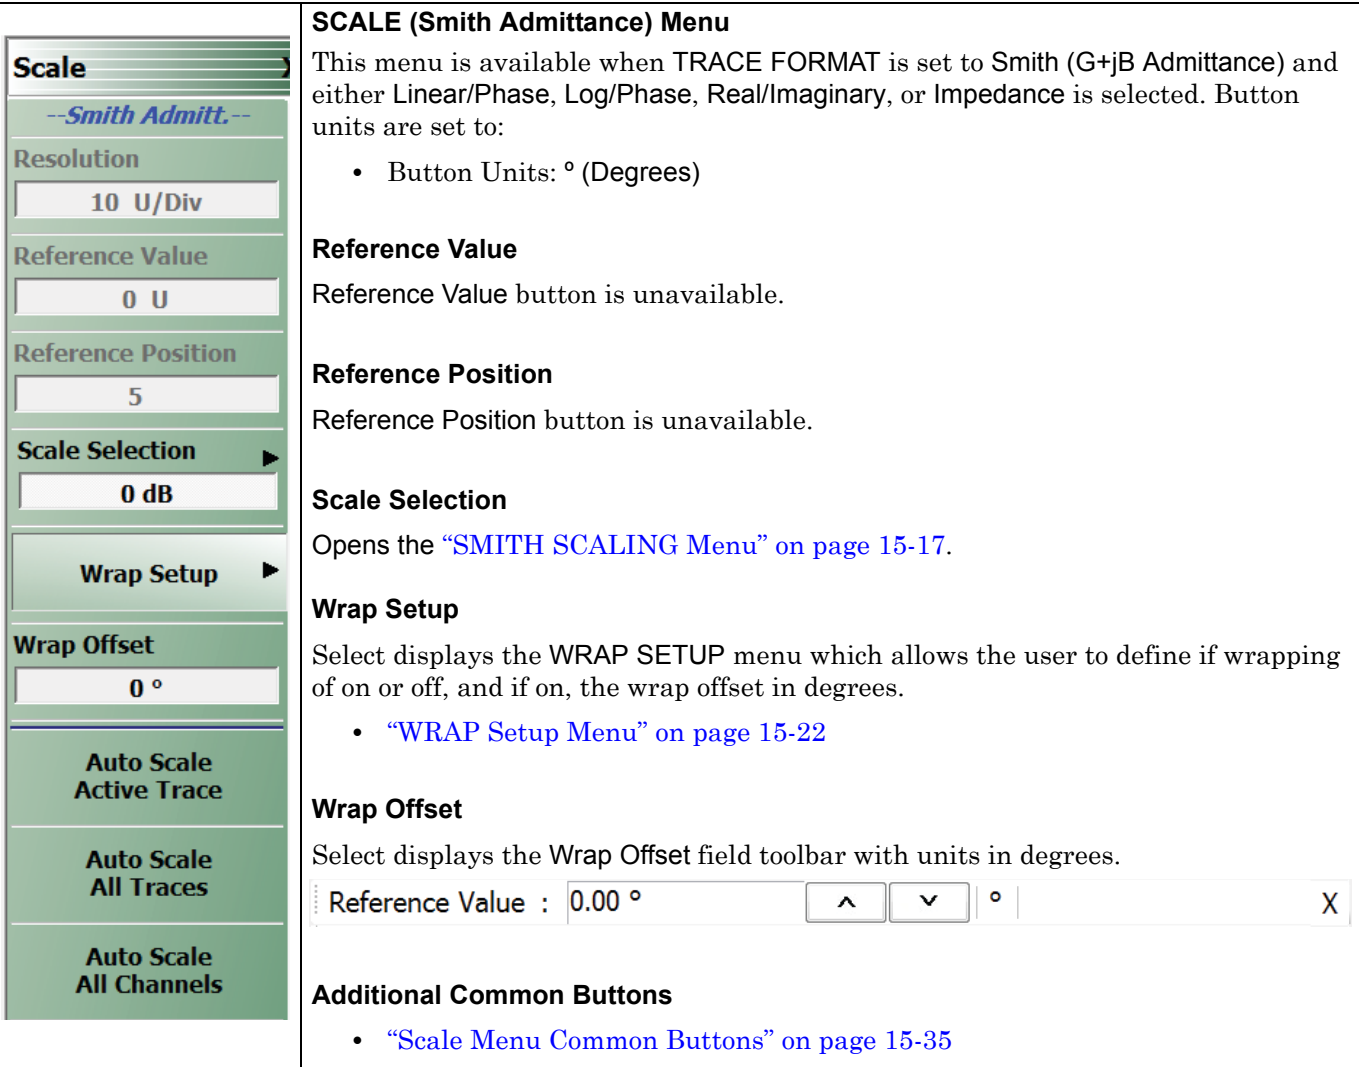 Scale
--Smith Admitt.--
Resolution
10 U/Div
Reference Value
0 U
Reference Position
5
Scale Selection
0 dB
Wrap Setup
Wrap Offset
0 º
Auto Scale
Active Trace
Auto Scale
All Traces
Auto Scale
All Channels
SCALE (Smith Admittance) Menu
This menu is available when TRACE FORMAT is set to Smith (G+jB Admittance) and
either Linear/Phase, Log/Phase, Real/Imaginary, or Impedance is selected. Button
units are set to:
• Button Units: º (Degrees)
Reference Value
Reference Value button is unavailable.
Reference Position
Reference Position button is unavailable.
Scale Selection
Opens the “SMITH SCALING Menu” on page 15-17.
Wrap Setup
Select displays the WRAP SETUP menu which allows the user to define if wrapping
of on or off, and if on, the wrap offset in degrees.
• “WRAP Setup Menu” on page 15-22
Wrap Offset
Select displays the Wrap Offset field toolbar with units in degrees.
Reference Value : 0.00 º º X
Additional Common Buttons
• “Scale Menu Common Buttons” on page 15-35